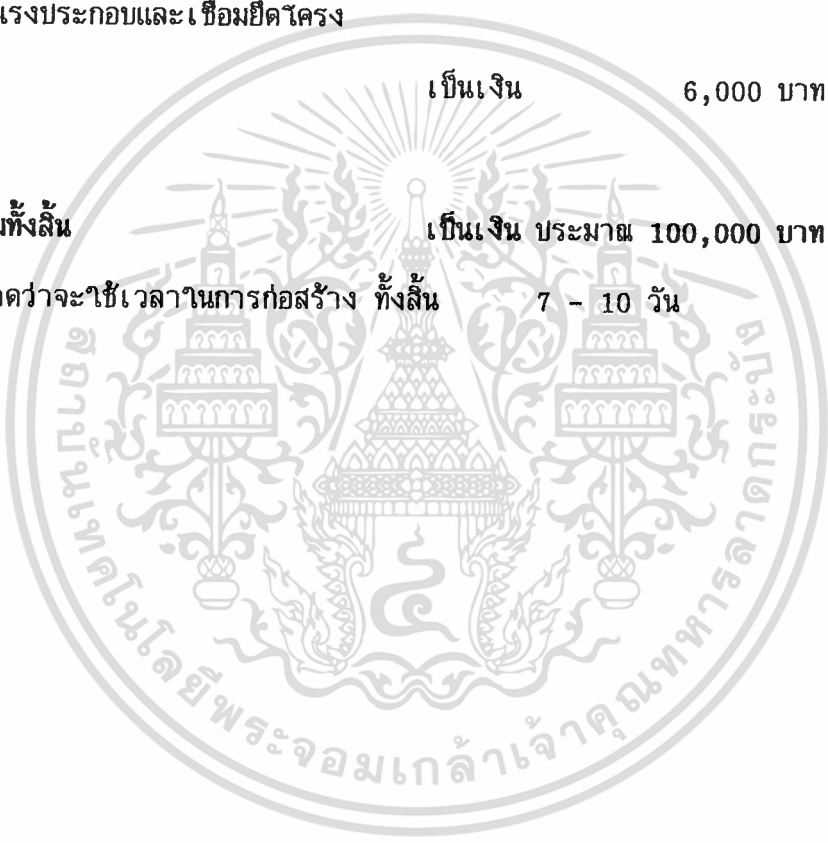 แรงประกอบและเชื่อมยึดโครง
เป็นเงิน 6,000 บาท
ทั้งสิ้น เป็นเงิน ประมาณ 100,000 บาท
ว่าจะใช้เวลาในการก่อสร้าง ทั้งสิ้น 7 - 10 วัน
สถาบันเทคโนโลยีพระจอมเกล้าเจ้าคุณทหารลาดกระบัง